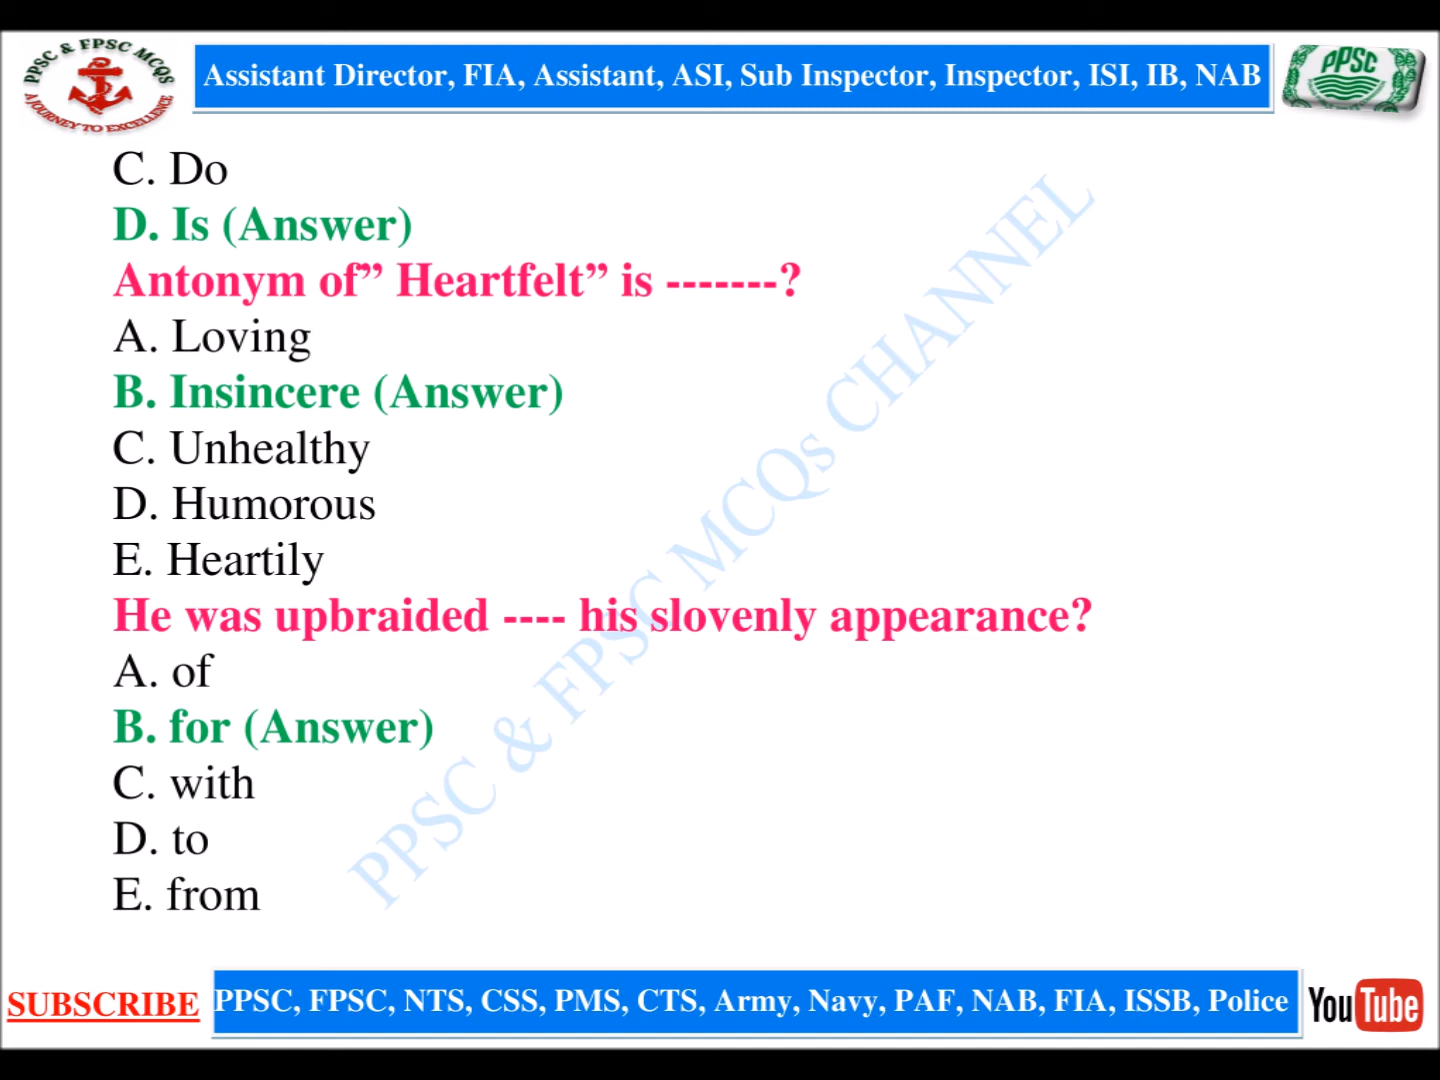 PPSC & FPSC MCQS
A JOURNEY TO EXCELLENCE
Assistant Director, FIA, Assistant, ASI, Sub Inspector, Inspector, ISI, IB, NAB
PPSC
C. Do
D. Is (Answer)
Antonym of” Heartfelt” is -------?
A. Loving
B. Insincere (Answer)
C. Unhealthy
D. Humorous
E. Heartily
He was upbraided ---- his slovenly appearance?
A. of
B. for (Answer)
C. with
D. to
E. from
PPSC & FPSC MCQs CHANNEL
SUBSCRIBE
PPSC, FPSC, NTS, CSS, PMS, CTS, Army, Navy, PAF, NAB, FIA, ISSB, Police
YouTube